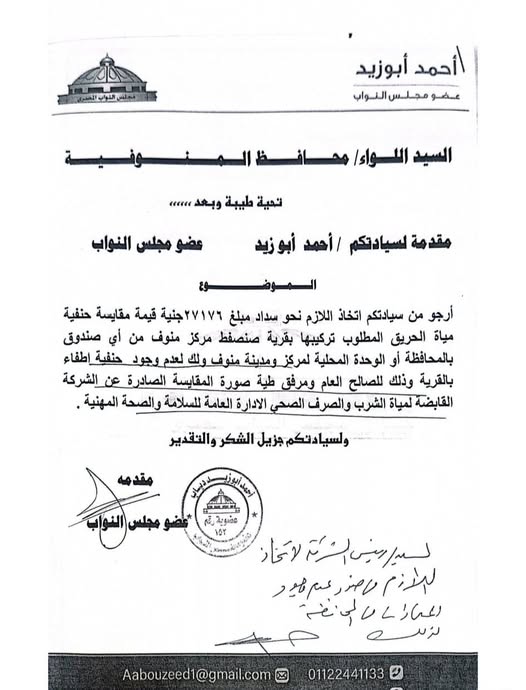 أحمد أبوزيد
عضو مجلس النواب
مجلس النواب المصري
السيد اللواء/ محافظ المنوفية
تحية طيبة وبعد ,,,,,,
مقدمة لسيادتكم / أحمد أبو زيد عضو مجلس النواب
الموضوع
أرجو من سيادتكم اتخاذ اللازم نحو سداد مبلغ ٢٧١٧٦جنية قيمة مقايسة حنفية
مياة الحريق المطلوب تركيبها بقرية صنصفط مركز منوف من أي صندوق
بالمحافظة أو الوحدة المحلية لمركز ومدينة منوف ولك لعدم وجود حنفية اطفاء
بالقرية وذلك للصالح العام ومرفق طية صورة المقايسة الصادرة عن الشركة
القابضة لمياة الشرب والصرف الصحي الادارة العامة للسلامة والصحة المهنية .
ولسيادتكم جزيل الشكر والتقدير
مقدمه
عضو مجلس النواب
أحمد أبوزيد دياب
عضوية رقم
١٥٢
السيد/ رئيس الشركة لاتخاذ
اللازم
لذلك
Aabouzeed1@gmail.com 01122441133